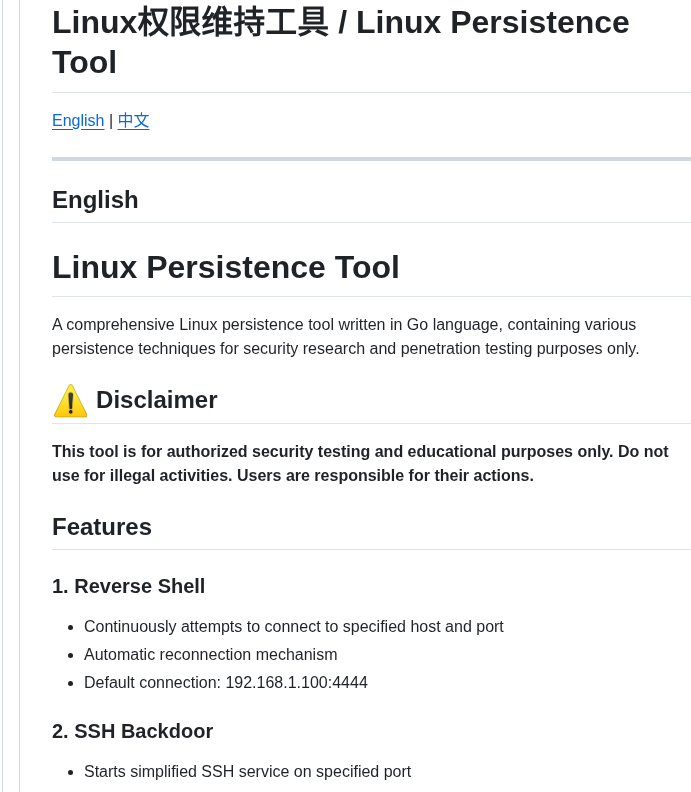 Linux权限维持工具 / Linux Persistence
Tool
English | 中文
English
Linux Persistence Tool
A comprehensive Linux persistence tool written in Go language, containing various
persistence techniques for security research and penetration testing purposes only.
⚠️ Disclaimer
This tool is for authorized security testing and educational purposes only. Do not
use for illegal activities. Users are responsible for their actions.
Features
1. Reverse Shell
• Continuously attempts to connect to specified host and port
• Automatic reconnection mechanism
• Default connection: 192.168.1.100:4444
2. SSH Backdoor
• Starts simplified SSH service on specified port